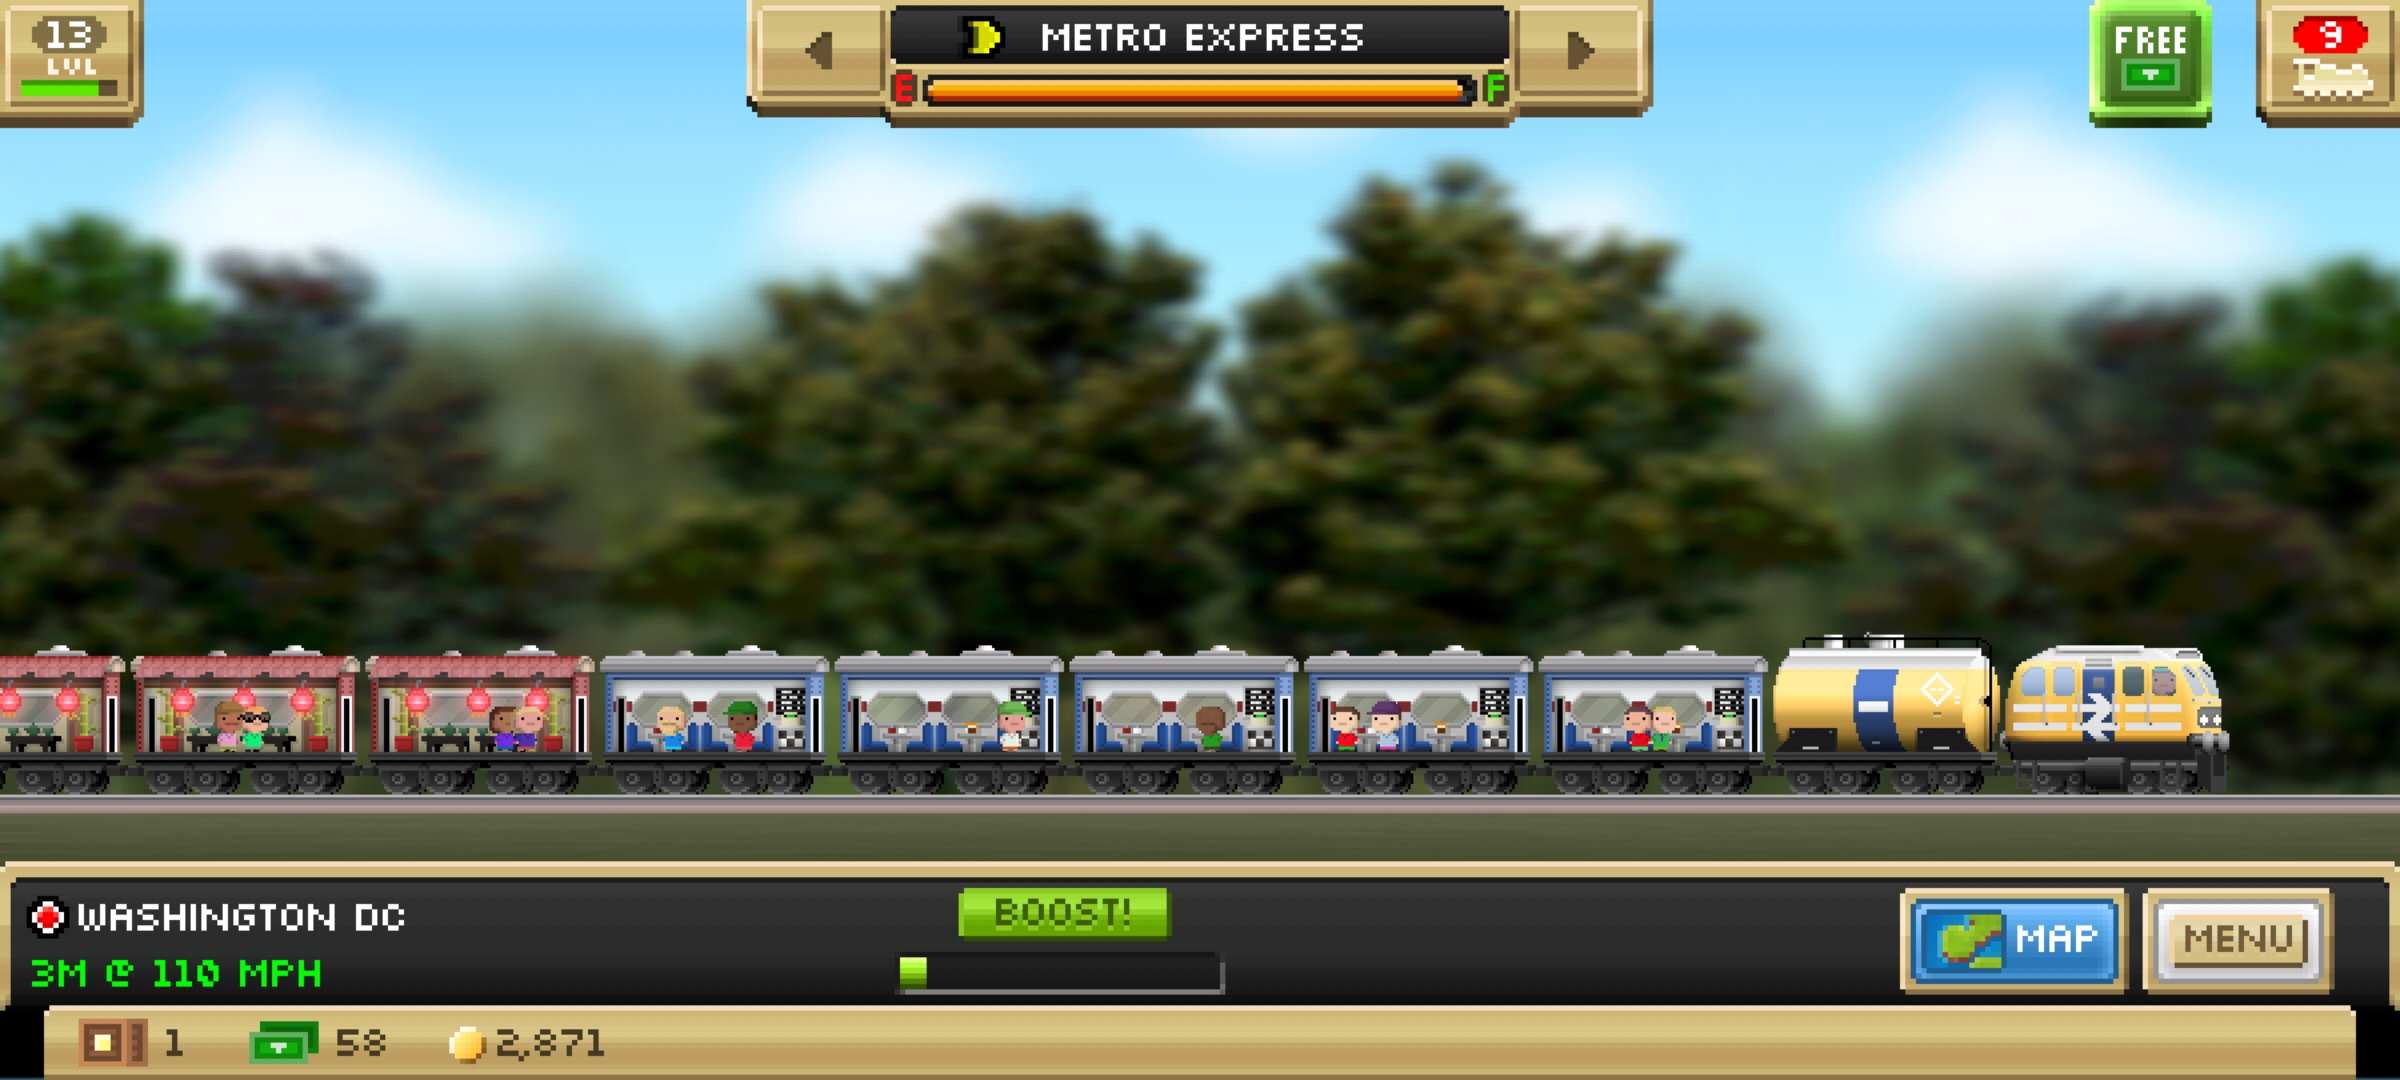 13
LVL
METRO EXPRESS
E F
FREE
9
WASHINGTON DC
3M @ 110 MPH
BOOST!
MAP
MENU
1
58
2,871